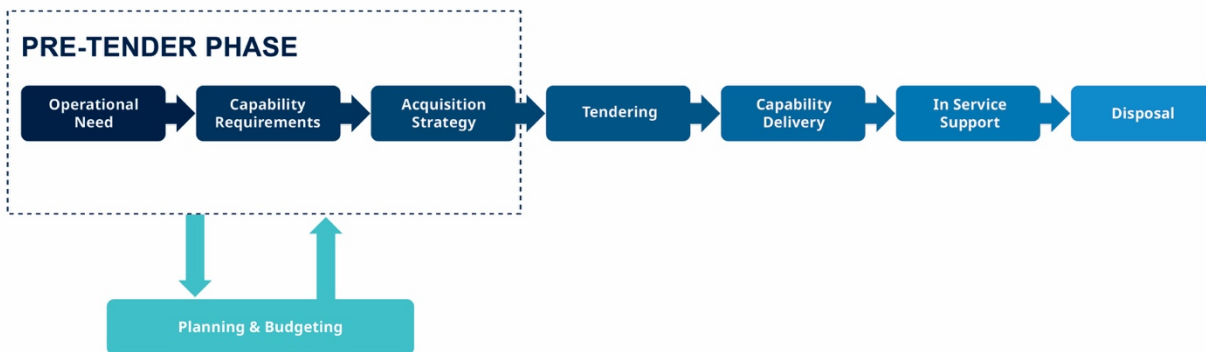 PRE-TENDER PHASE
Operational
Need
Capability
Requirements
Acquisition
Strategy
Tendering
Capability
Delivery
In Service
Support
Disposal
Planning & Budgeting